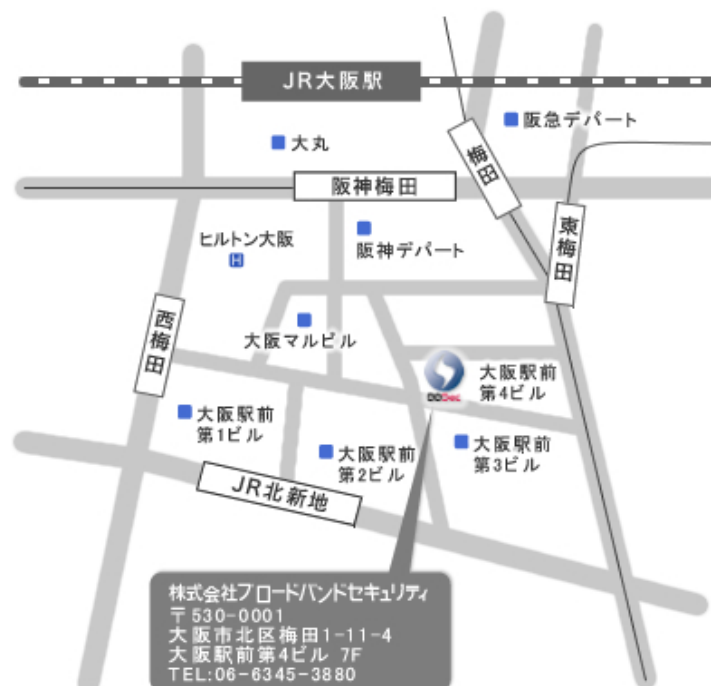 JR大阪駅
阪急デパート
大丸
梅田
阪神梅田
東梅田
ヒルトン大阪
H
阪神デパート
西梅田
大阪マルビル
大阪駅前
第4ビル
大阪駅前
第1ビル
大阪駅前
第2ビル
大阪駅前
第3ビル
JR北新地
株式会社ブロードバンドセキュリティ
〒530-0001
大阪市北区梅田1-11-4
大阪駅前第4ビル 7F
TEL:06-6345-3880